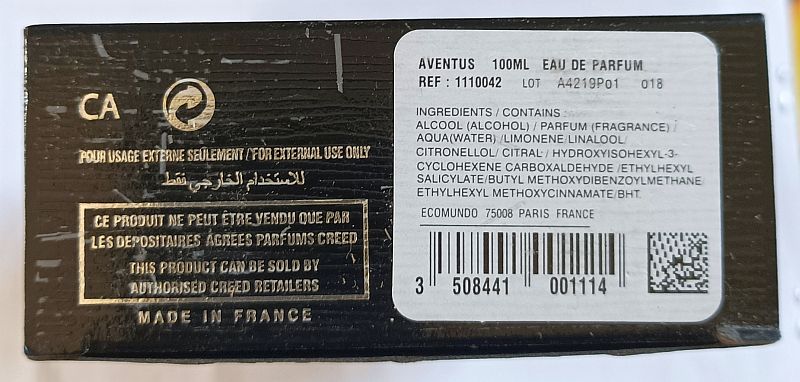 CA
POUR USAGE EXTERNE SEULEMENT / FOR EXTERNAL USE ONLY
للاستخدام الخارجي فقط
CE PRODUIT NE PEUT ÊTRE VENDU QUE PAR
LES DEPOSITAIRES AGREES PARFUMS CREED
THIS PRODUCT CAN BE SOLD BY
AUTHORISED CREED RETAILERS
MADE IN FRANCE
AVENTUS 100ML EAU DE PARFUM
REF : 1110042 LOT A4219P01 018
INGREDIENTS / CONTAINS :
ALCOOL (ALCOHOL) / PARFUM (FRAGRANCE) /
AQUA(WATER) /LIMONENE/LINALOOL/
CITRONELLOL/ CITRAL / HYDROXYISOHEXYL-3-
CYCLOHEXENE CARBOXALDEHYDE /ETHYLHEXYL
SALICYLATE/BUTYL METHOXYDIBENZOYLMETHANE
ETHYLHEXYL METHOXYCINNAMATE/BHT.
ECOMUNDO 75008 PARIS FRANCE
3 508441 001114